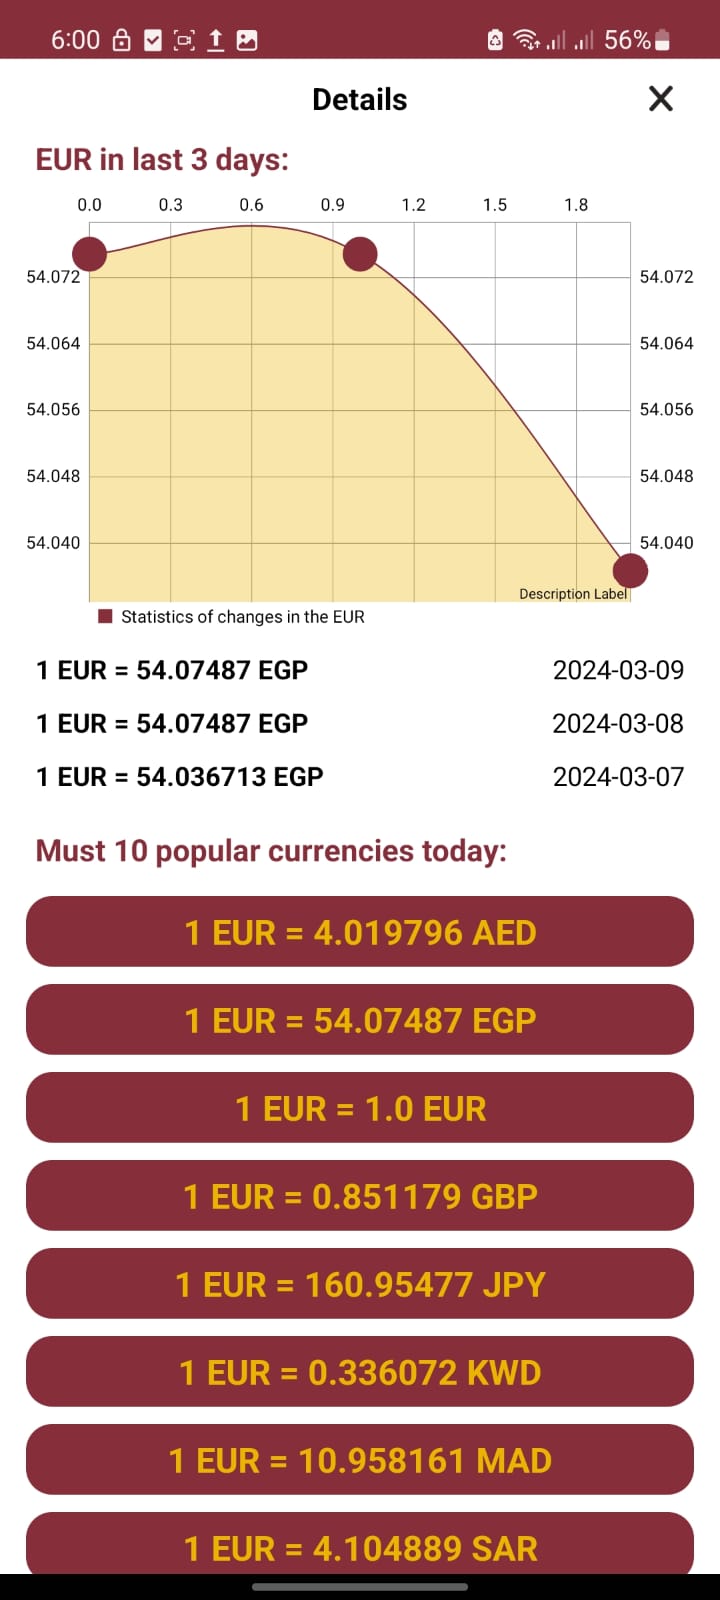 6:00 56%
Details
EUR in last 3 days:
0.0 0.3 0.6 0.9 1.2 1.5 1.8
54.072 54.072
54.064 54.064
54.056 54.056
54.048 54.048
54.040 54.040
Description Label
Statistics of changes in the EUR
1 EUR = 54.07487 EGP 2024-03-09
1 EUR = 54.07487 EGP 2024-03-08
1 EUR = 54.036713 EGP 2024-03-07
Must 10 popular currencies today:
1 EUR = 4.019796 AED
1 EUR = 54.07487 EGP
1 EUR = 1.0 EUR
1 EUR = 0.851179 GBP
1 EUR = 160.95477 JPY
1 EUR = 0.336072 KWD
1 EUR = 10.958161 MAD
1 EUR = 4.104889 SAR